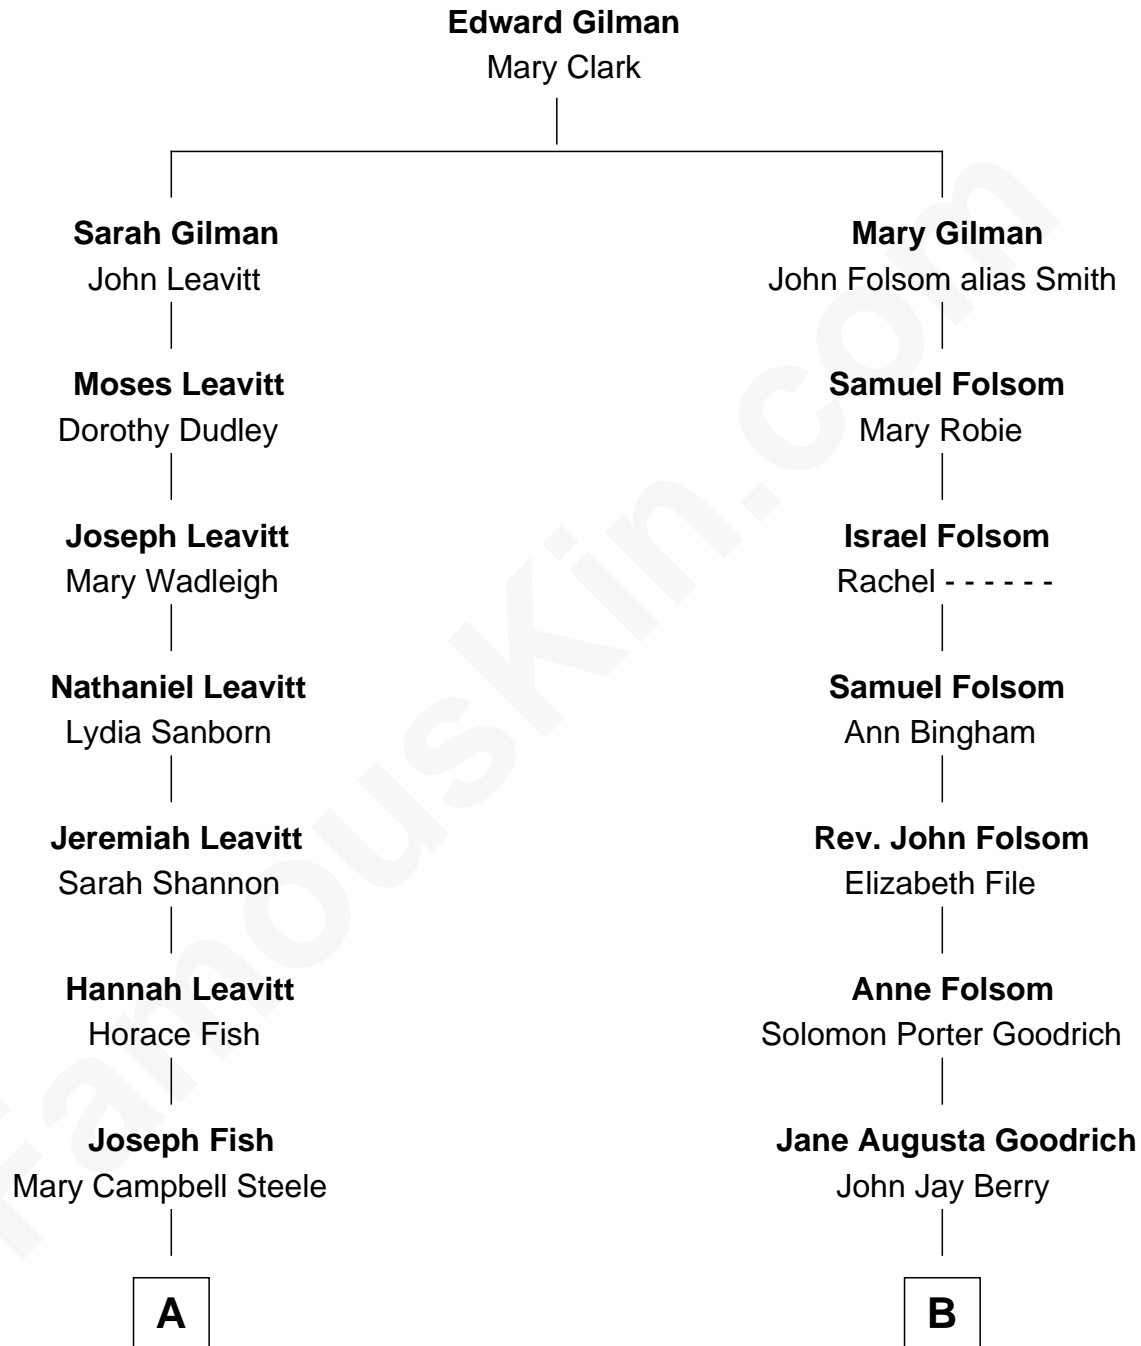 Edward Gilman
Mary Clark
Sarah Gilman
John Leavitt
Mary Gilman
John Folsom alias Smith
Moses Leavitt
Dorothy Dudley
Samuel Folsom
Mary Robie
Joseph Leavitt
Mary Wadleigh
Israel Folsom
Rachel - - - - - -
Nathaniel Leavitt
Lydia Sanborn
Samuel Folsom
Ann Bingham
Jeremiah Leavitt
Sarah Shannon
Rev. John Folsom
Elizabeth File
Hannah Leavitt
Horace Fish
Anne Folsom
Solomon Porter Goodrich
Joseph Fish
Mary Campbell Steele
Jane Augusta Goodrich
John Jay Berry
A
B
FamousKin.com